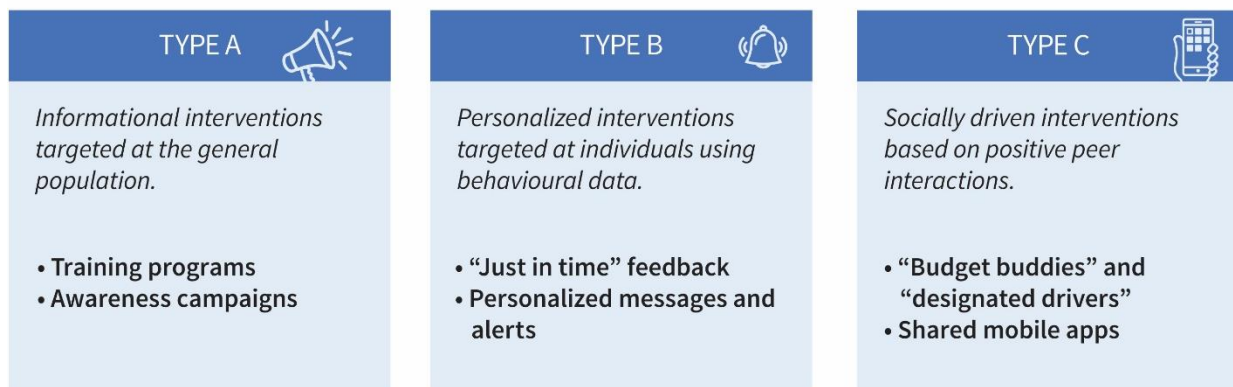 TYPE A
Informational interventions
targeted at the general
population.
• Training programs
• Awareness campaigns
TYPE B
Personalized interventions
targeted at individuals using
behavioural data.
• “Just in time” feedback
• Personalized messages and
alerts
TYPE C
Socially driven interventions
based on positive peer
interactions.
• “Budget buddies” and
“designated drivers”
• Shared mobile apps